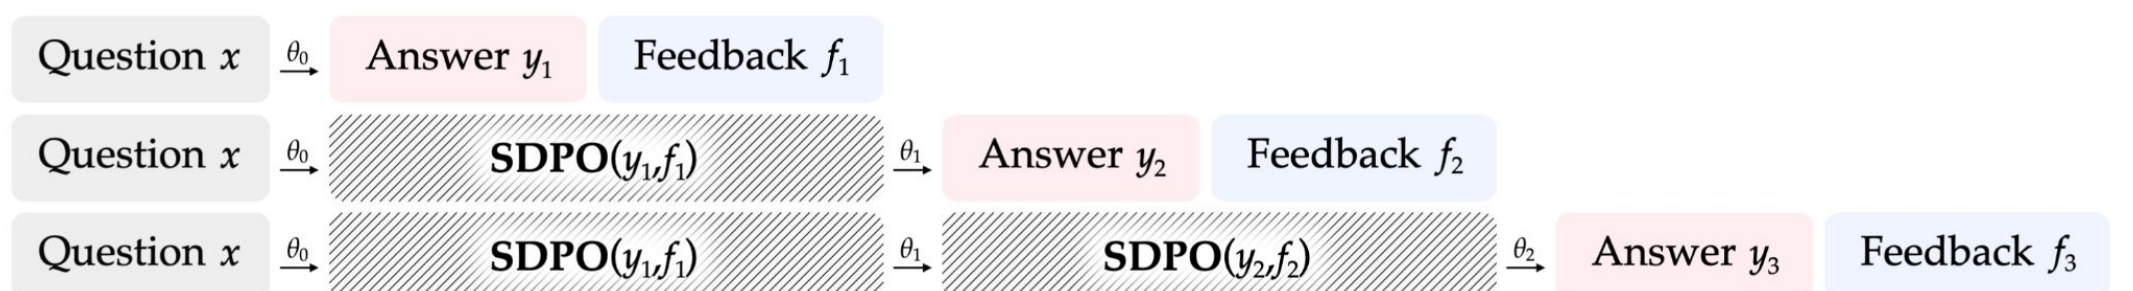 Question x θ₀ Answer y₁ Feedback f₁
Question x θ₀ SDPO(y₁,f₁) θ₁ Answer y₂ Feedback f₂
Question x θ₀ SDPO(y₁,f₁) θ₁ SDPO(y₂,f₂) θ₂ Answer y₃ Feedback f₃